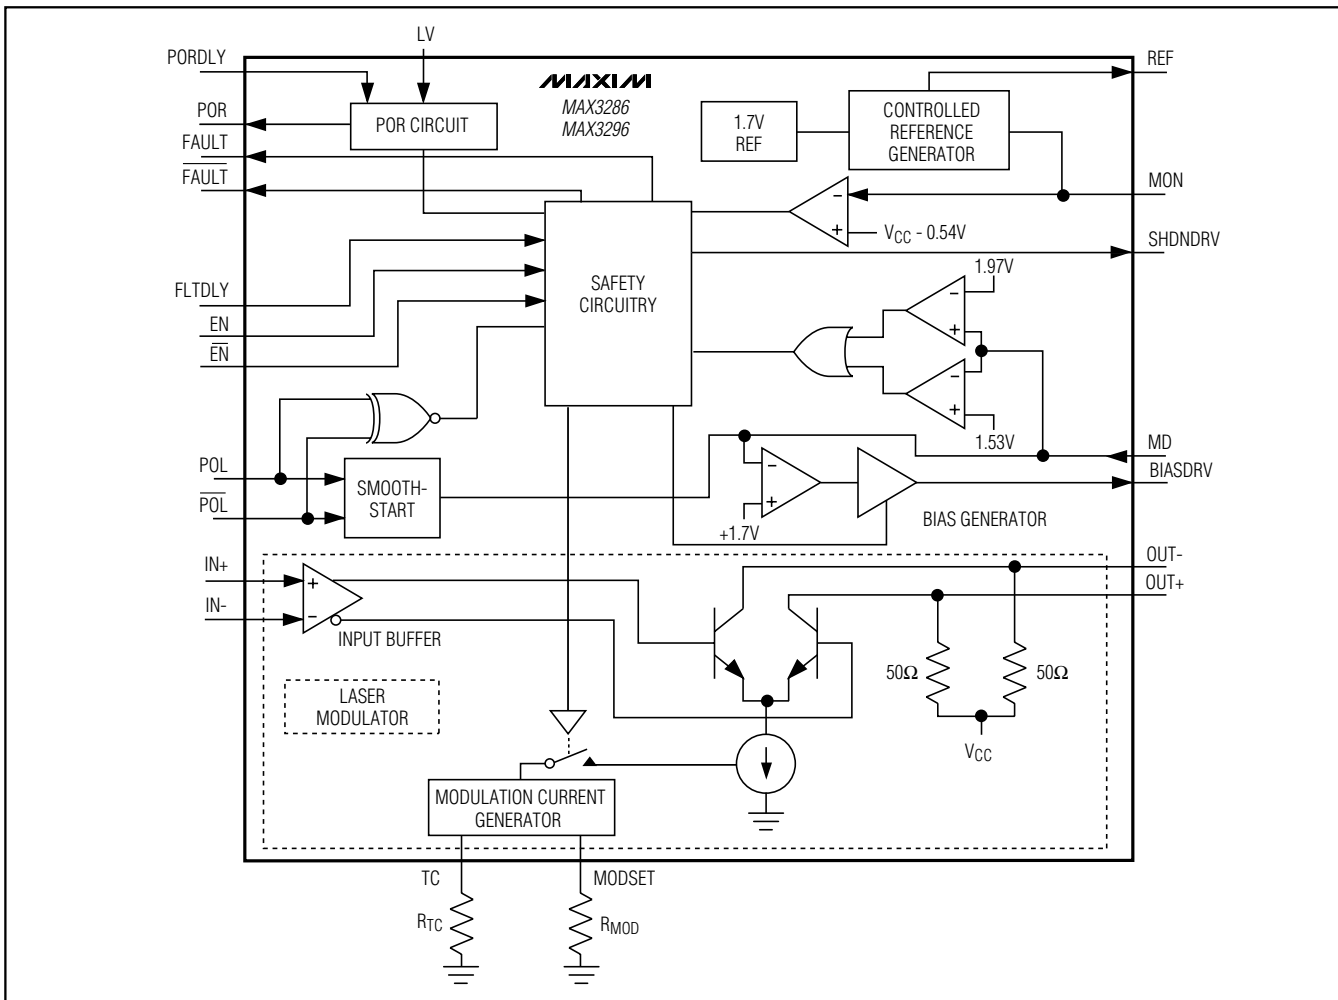 LV
PORDLY
REF
MAXIM
MAX3286
MAX3296
POR
POR CIRCUIT
1.7V
REF
CONTROLLED
REFERENCE
GENERATOR
FAULT
FAULT
MON
-
+
VCC - 0.54V
SHDNDRV
SAFETY
CIRCUITRY
1.97V
-
+
FLTDLY
EN
EN
-
+
1.53V
MD
BIASDRV
POL
POL
SMOOTH-
START
-
+
+1.7V
BIAS GENERATOR
OUT-
OUT+
IN+
IN-
+
-
INPUT BUFFER
50Ω
50Ω
LASER
MODULATOR
VCC
MODULATION CURRENT
GENERATOR
TC
MODSET
RTC
RMOD